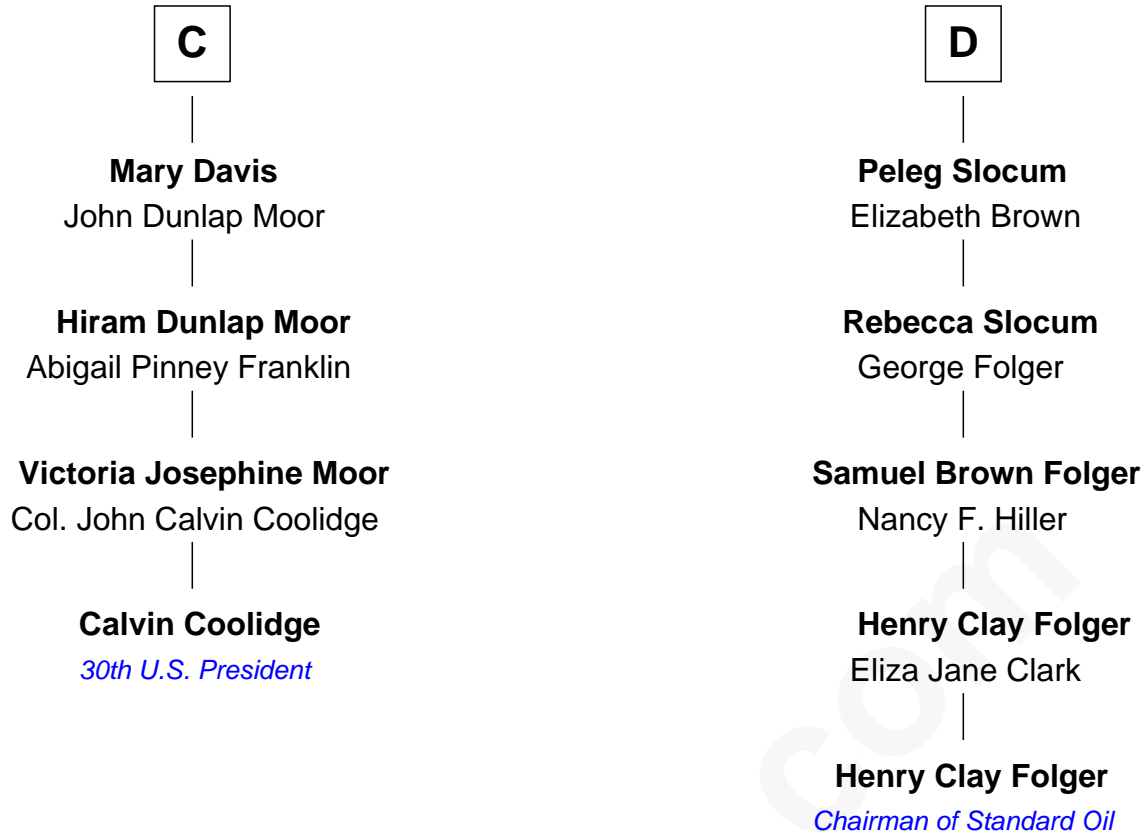 C
Mary Davis
John Dunlap Moor
Hiram Dunlap Moor
Abigail Pinney Franklin
Victoria Josephine Moor
Col. John Calvin Coolidge
Calvin Coolidge
30th U.S. President
D
Peleg Slocum
Elizabeth Brown
Rebecca Slocum
George Folger
Samuel Brown Folger
Nancy F. Hiller
Henry Clay Folger
Eliza Jane Clark
Henry Clay Folger
Chairman of Standard Oil
com